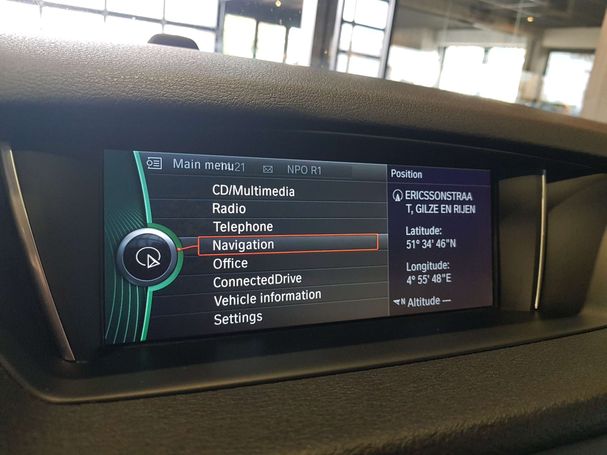 Main menu
21
NPO R1
CD/Multimedia
Radio
Telephone
Navigation
Office
ConnectedDrive
Vehicle information
Settings
Position
ERICSSONSTRAA
T, GILZE EN RIJEN
Latitude:
51° 34' 46"N
Longitude:
4° 55' 48"E
N Altitude ---